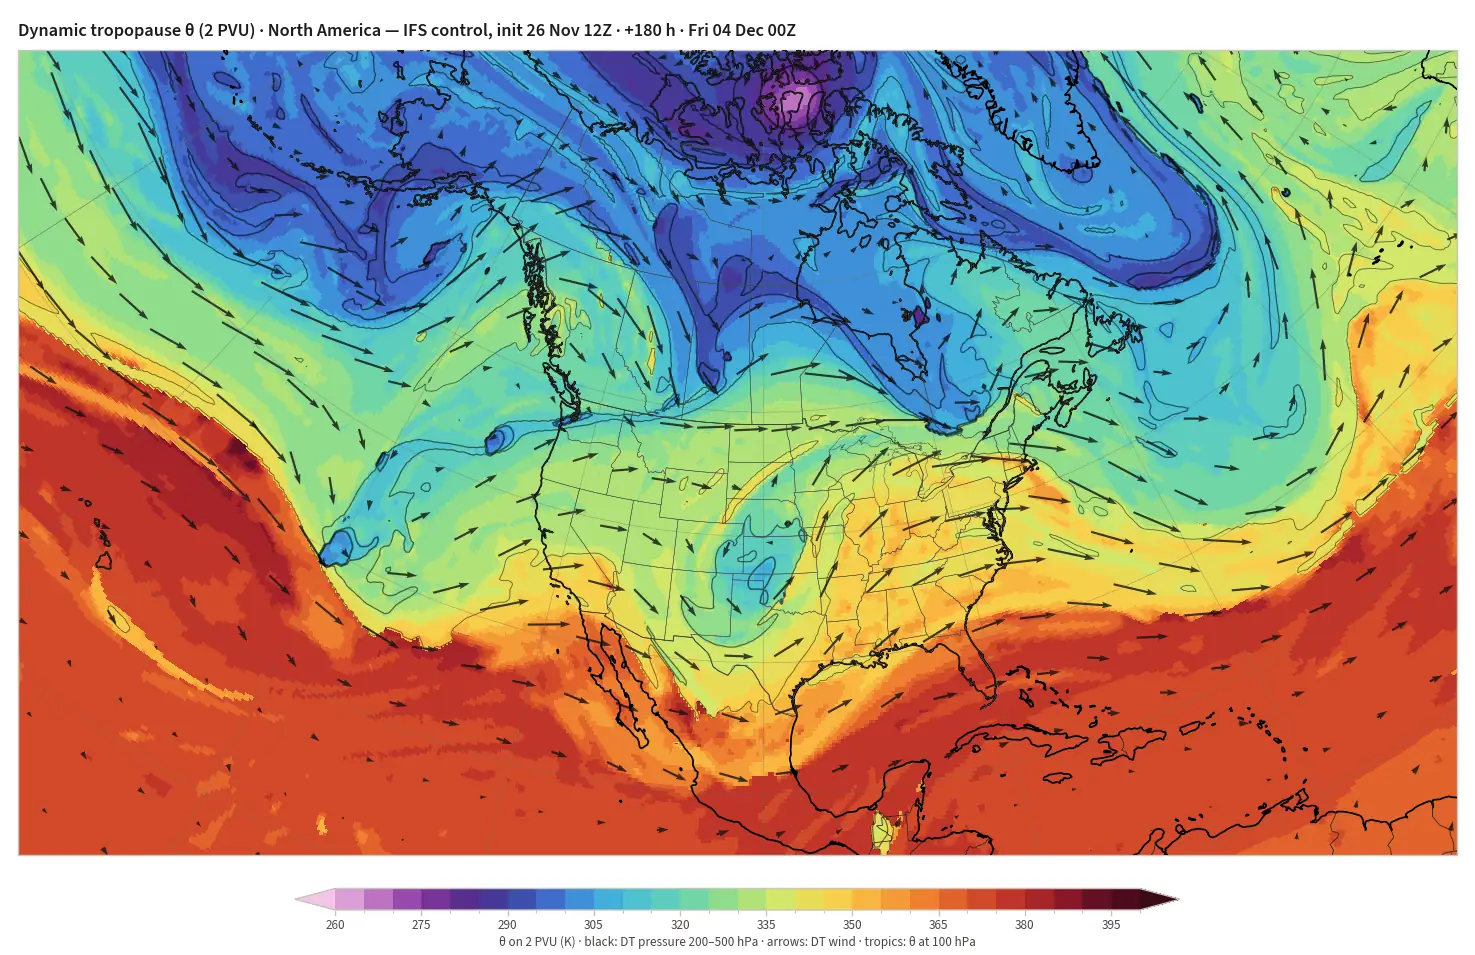 Dynamic tropopause θ (2 PVU) · North America — IFS control, init 26 Nov 12Z · +180 h · Fri 04 Dec 00Z
260 275 290 305 320 335 350 365 380 395
θ on 2 PVU (K) · black: DT pressure 200–500 hPa · arrows: DT wind · tropics: θ at 100 hPa